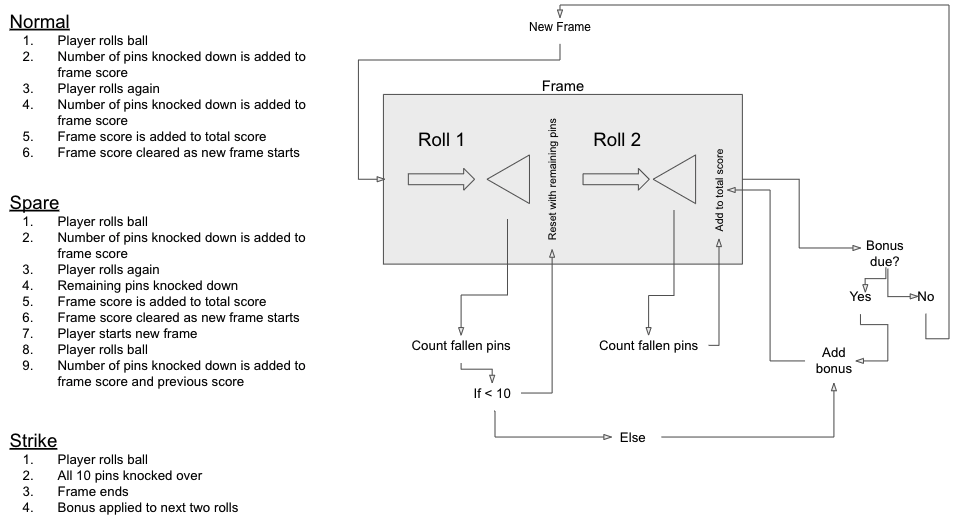 Normal
1. Player rolls ball
2. Number of pins knocked down is added to
frame score
3. Player rolls again
4. Number of pins knocked down is added to
frame score
5. Frame score is added to total score
6. Frame score cleared as new frame starts
Spare
1. Player rolls ball
2. Number of pins knocked down is added to
frame score
3. Player rolls again
4. Remaining pins knocked down
5. Frame score is added to total score
6. Frame score cleared as new frame starts
7. Player starts new frame
8. Player rolls ball
9. Number of pins knocked down is added to
frame score and previous score
Strike
1. Player rolls ball
2. All 10 pins knocked over
3. Frame ends
4. Bonus applied to next two rolls
New Frame
Frame
Roll 1
Reset with remaining pins
Roll 2
Add to total score
Bonus
due?
Yes
No
Count fallen pins
Count fallen pins
Add
bonus
If < 10
Else